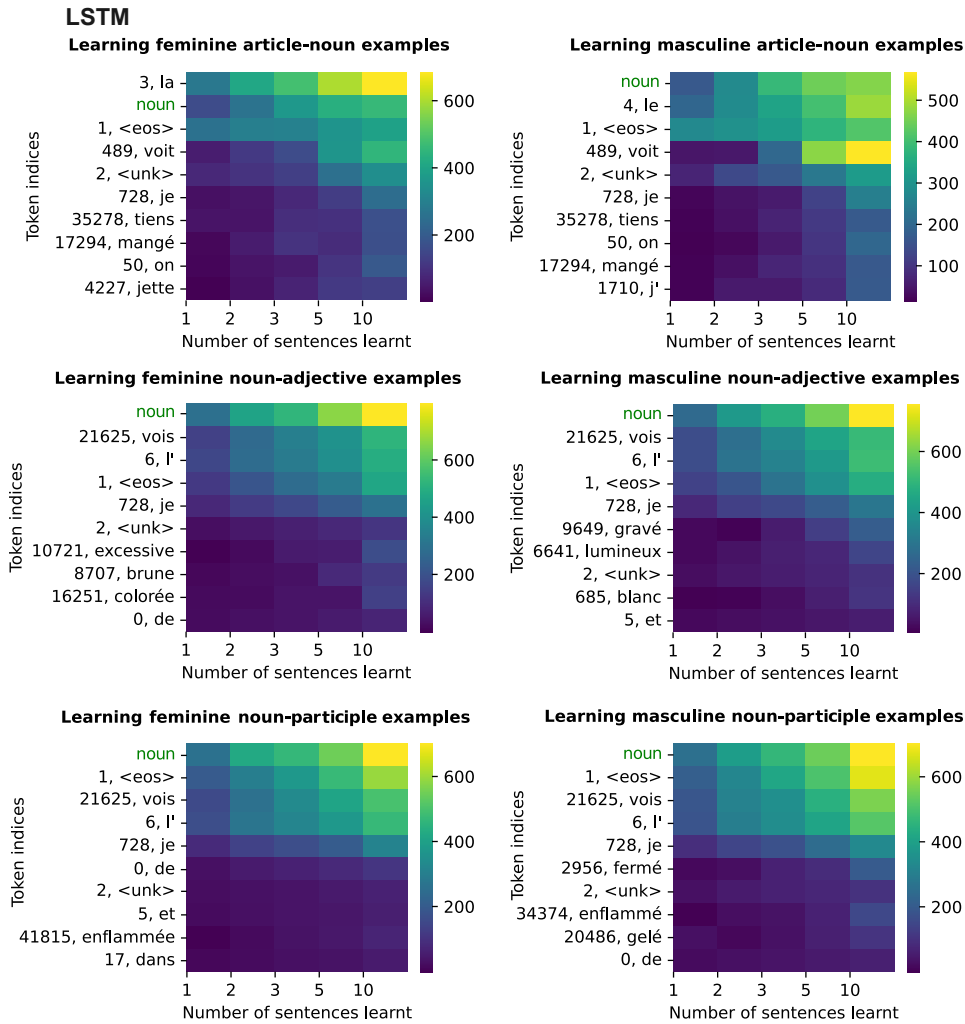 LSTM
Learning feminine article-noun examples
Token indices
3, la
noun
1, <eos>
489, voit
2, <unk>
728, je
35278, tiens
17294, mangé
50, on
4227, jette
1 2 3 5 10
Number of sentences learnt
600
400
200
Learning masculine article-noun examples
Token indices
noun
4, le
1, <eos>
489, voit
2, <unk>
728, je
35278, tiens
50, on
17294, mangé
1710, j'
1 2 3 5 10
Number of sentences learnt
500
400
300
200
100
Learning feminine noun-adjective examples
Token indices
noun
21625, vois
6, l'
1, <eos>
728, je
2, <unk>
10721, excessive
8707, brune
16251, colorée
0, de
1 2 3 5 10
Number of sentences learnt
600
400
200
Learning masculine noun-adjective examples
Token indices
noun
21625, vois
6, l'
1, <eos>
728, je
9649, gravé
6641, lumineux
2, <unk>
685, blanc
5, et
1 2 3 5 10
Number of sentences learnt
600
400
200
Learning feminine noun-participle examples
Token indices
noun
1, <eos>
21625, vois
6, l'
728, je
0, de
2, <unk>
5, et
41815, enflammée
17, dans
1 2 3 5 10
Number of sentences learnt
600
400
200
Learning masculine noun-participle examples
Token indices
noun
1, <eos>
21625, vois
6, l'
728, je
2956, fermé
2, <unk>
34374, enflammé
20486, gelé
0, de
1 2 3 5 10
Number of sentences learnt
600
400
200